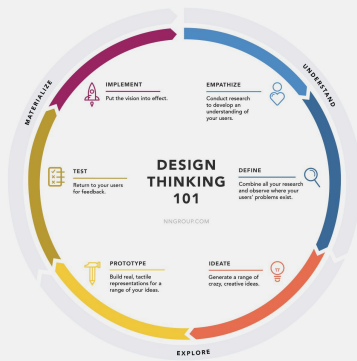 DESIGN
THINKING
101
NNGROUP.COM
UNDERSTAND
EMPATHIZE
Conduct research
to develop an
understanding of
your users.
DEFINE
Combine all your research
and observe where your
users' problems exist.
EXPLORE
IDEATE
Generate a range of
crazy, creative ideas.
PROTOTYPE
Build real, tactile
representations for a
range of your ideas.
MATERIALIZE
TEST
Return to your users
for feedback.
IMPLEMENT
Put the vision into effect.